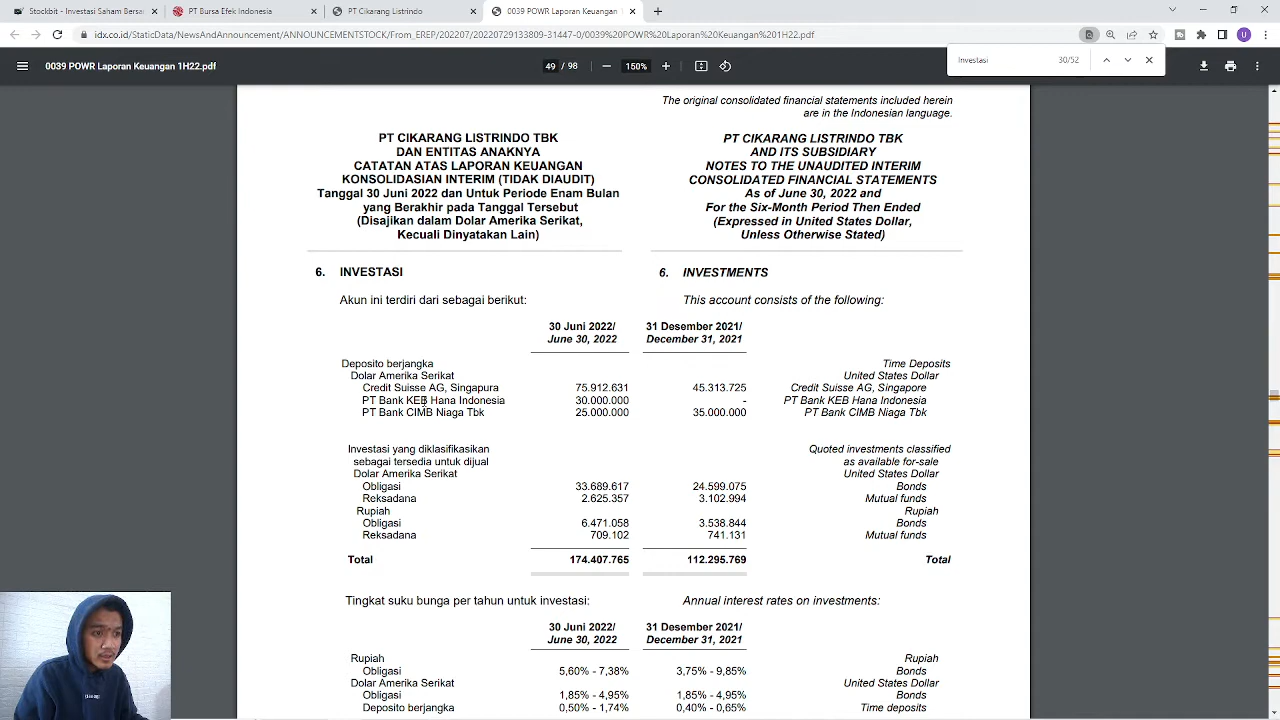 Stockbit - Investasi Saham Bersam
PT Bursa Efek Indonesia
PT Cikarang Listrindo
0039 POWR Laporan Keuangan 1
idx.co.id/StaticData/NewsAndAnnouncement/ANNOUNCEMENTSTOCK/From_EREP/202207/20220729133809-31447-0/0039%20POWR%20Laporan%20Keuangan%201H22.pdf
U
0039 POWR Laporan Keuangan 1H22.pdf
49 / 98
150%
Investasi
30/52
The original consolidated financial statements included herein
are in the Indonesian language.
PT CIKARANG LISTRINDO TBK
DAN ENTITAS ANAKNYA
CATATAN ATAS LAPORAN KEUANGAN
KONSOLIDASIAN INTERIM (TIDAK DIAUDIT)
Tanggal 30 Juni 2022 dan Untuk Periode Enam Bulan
yang Berakhir pada Tanggal Tersebut
(Disajikan dalam Dolar Amerika Serikat,
Kecuali Dinyatakan Lain)
PT CIKARANG LISTRINDO TBK
AND ITS SUBSIDIARY
NOTES TO THE UNAUDITED INTERIM
CONSOLIDATED FINANCIAL STATEMENTS
As of June 30, 2022 and
For the Six-Month Period Then Ended
(Expressed in United States Dollar,
Unless Otherwise Stated)
6. INVESTASI
6. INVESTMENTS
Akun ini terdiri dari sebagai berikut:
This account consists of the following:
30 Juni 2022/ 31 Desember 2021/
June 30, 2022 December 31, 2021
Deposito berjangka Time Deposits
Dolar Amerika Serikat United States Dollar
Credit Suisse AG, Singapura 75.912.631 45.313.725 Credit Suisse AG, Singapore
PT Bank KEB Hana Indonesia 30.000.000 - PT Bank KEB Hana Indonesia
PT Bank CIMB Niaga Tbk 25.000.000 35.000.000 PT Bank CIMB Niaga Tbk
Investasi yang diklasifikasikan Quoted investments classified
sebagai tersedia untuk dijual as available for-sale
Dolar Amerika Serikat United States Dollar
Obligasi 33.689.617 24.599.075 Bonds
Reksadana 2.625.357 3.102.994 Mutual funds
Rupiah Rupiah
Obligasi 6.471.058 3.538.844 Bonds
Reksadana 709.102 741.131 Mutual funds
Total 174.407.765 112.295.769 Total
Tingkat suku bunga per tahun untuk investasi: Annual interest rates on investments:
30 Juni 2022/ 31 Desember 2021/
June 30, 2022 December 31, 2021
Rupiah Rupiah
Obligasi 5,60% - 7,38% 3,75% - 9,85% Bonds
Dolar Amerika Serikat United States Dollar
Obligasi 1,85% - 4,95% 1,85% - 4,95% Bonds
Deposito berjangka 0,50% - 1,74% 0,40% - 0,65% Time deposits